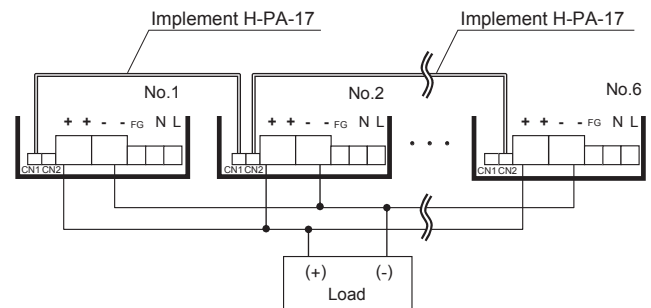 Implement H-PA-17 Implement H-PA-17
No.1 No.2 No.6
+ + - - FG N L + + - - FG N L + + - - FG N L
• • •
CN1 CN2 CN1 CN2 CN1 CN2
(+) (-)
Load